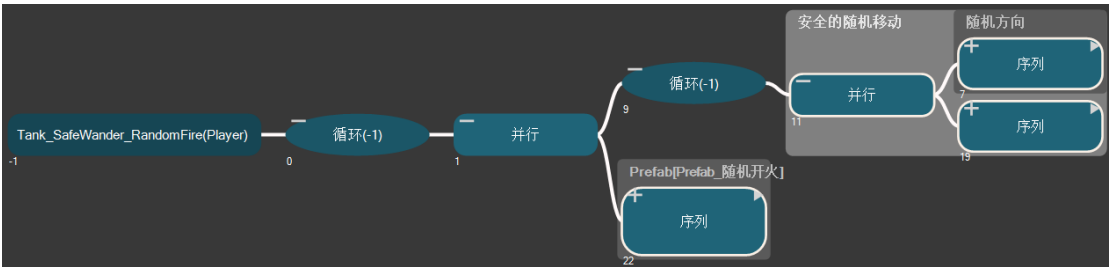 Tank_SafeWander_RandomFire(Player)
-1
循环(-1)
0
并行
1
循环(-1)
9
安全的随机移动
并行
11
随机方向
序列
7
序列
19
Prefab[Prefab_随机开火]
序列
22